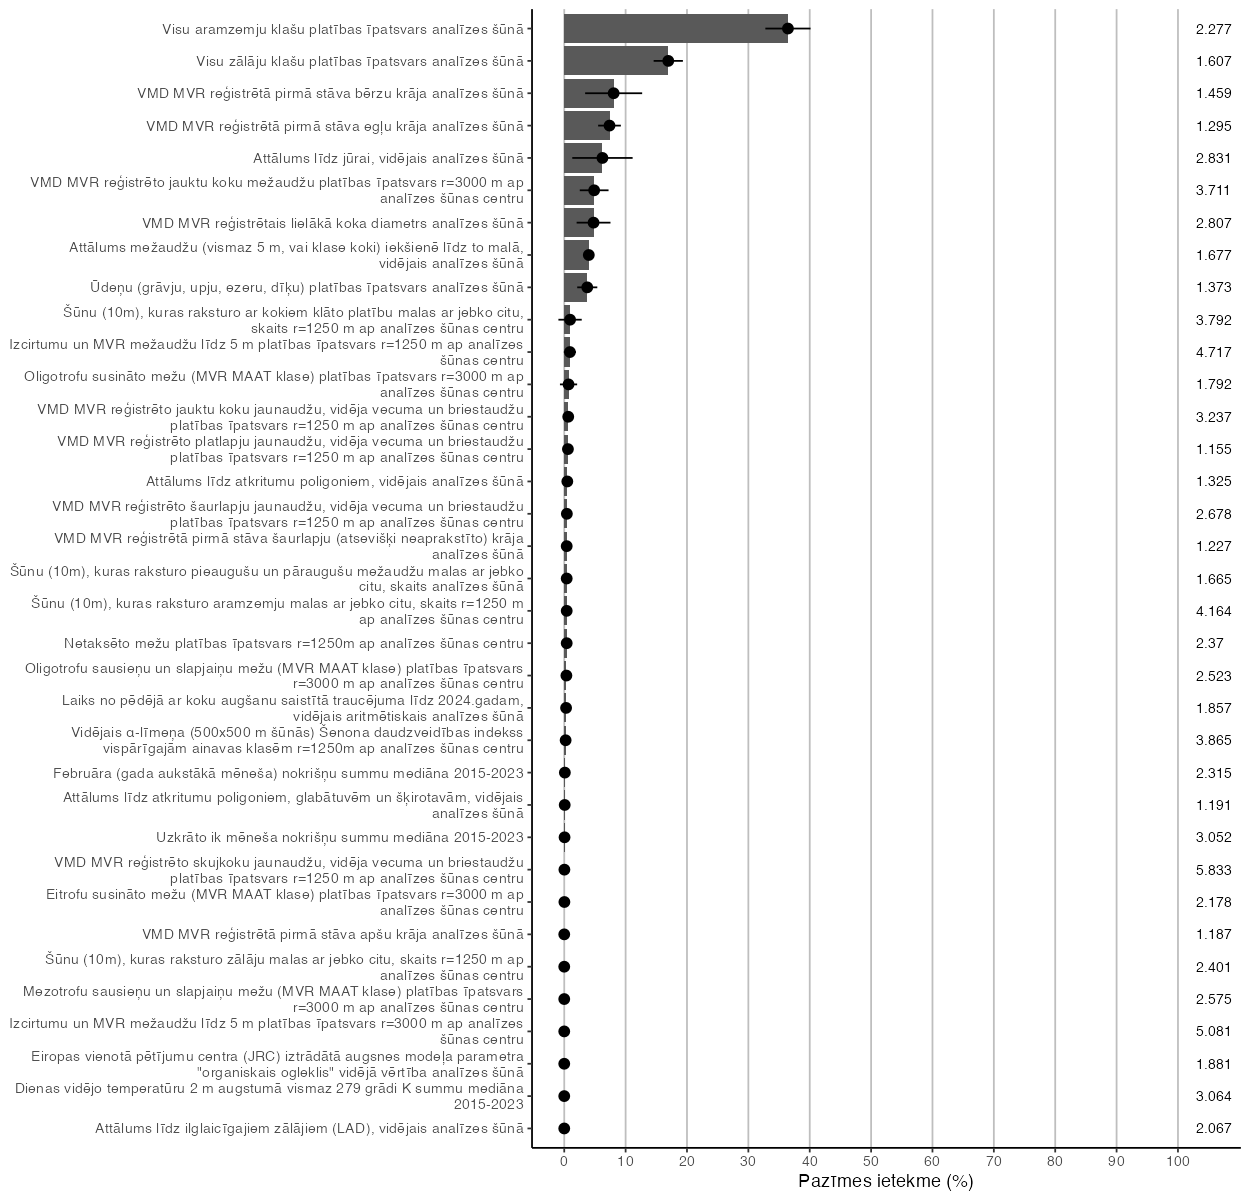 Visu aramzemju klašu platības īpatsvars analīzes šūnā
2.277
Visu zālāju klašu platības īpatsvars analīzes šūnā
1.607
VMD MVR reģistrētā pirmā stāva bērzu krāja analīzes šūnā
1.459
VMD MVR reģistrētā pirmā stāva egļu krāja analīzes šūnā
1.295
Attālums līdz jūrai, vidējais analīzes šūnā
2.831
VMD MVR reģistrēto jauktu koku mežaudžu platības īpatsvars r=3000 m ap
analīzes šūnas centru
3.711
VMD MVR reģistrētais lielākā koka diametrs analīzes šūnā
2.807
Attālums mežaudžu (vismaz 5 m, vai klase koki) iekšienē līdz to malā,
vidējais analīzes šūnā
1.677
Ūdeņu (grāvju, upju, ezeru, dīķu) platības īpatsvars analīzes šūnā
1.373
Šūnu (10m), kuras raksturo ar kokiem klāto platību malas ar jebko citu,
skaits r=1250 m ap analīzes šūnas centru
3.792
Izcirtumu un MVR mežaudžu līdz 5 m platības īpatsvars r=1250 m ap analīzes
šūnas centru
4.717
Oligotrofu susināto mežu (MVR MAAT klase) platības īpatsvars r=3000 m ap
analīzes šūnas centru
1.792
VMD MVR reģistrēto jauktu koku jaunaudžu, vidēja vecuma un briestaudžu
platības īpatsvars r=1250 m ap analīzes šūnas centru
3.237
VMD MVR reģistrēto platlapju jaunaudžu, vidēja vecuma un briestaudžu
platības īpatsvars r=1250 m ap analīzes šūnas centru
1.155
Attālums līdz atkritumu poligoniem, vidējais analīzes šūnā
1.325
VMD MVR reģistrēto šaurlapju jaunaudžu, vidēja vecuma un briestaudžu
platības īpatsvars r=1250 m ap analīzes šūnas centru
2.678
VMD MVR reģistrētā pirmā stāva šaurlapju (atsevišķi neaprakstīto) krāja
analīzes šūnā
1.227
Šūnu (10m), kuras raksturo pieaugušu un pāraugušu mežaudžu malas ar jebko
citu, skaits analīzes šūnā
1.665
Šūnu (10m), kuras raksturo aramzemju malas ar jebko citu, skaits r=1250 m
ap analīzes šūnas centru
4.164
Netaksēto mežu platības īpatsvars r=1250m ap analīzes šūnas centru
2.37
Oligotrofu sausieņu un slapjaiņu mežu (MVR MAAT klase) platības īpatsvars
r=3000 m ap analīzes šūnas centru
2.523
Laiks no pēdējā ar koku augšanu saistītā traucējuma līdz 2024.gadam,
vidējais aritmētiskais analīzes šūnā
1.857
Vidējais α-līmeņa (500x500 m šūnās) Šenona daudzveidības indekss
vispārīgajām ainavas klasēm r=1250m ap analīzes šūnas centru
3.865
Februāra (gada aukstākā mēneša) nokrišņu summu mediāna 2015-2023
2.315
Attālums līdz atkritumu poligoniem, glabātuvēm un šķirotavām, vidējais
analīzes šūnā
1.191
Uzkrāto ik mēneša nokrišņu summu mediāna 2015-2023
3.052
VMD MVR reģistrēto skujkoku jaunaudžu, vidēja vecuma un briestaudžu
platības īpatsvars r=1250 m ap analīzes šūnas centru
5.833
Eitrofu susināto mežu (MVR MAAT klase) platības īpatsvars r=3000 m ap
analīzes šūnas centru
2.178
VMD MVR reģistrētā pirmā stāva apšu krāja analīzes šūnā
1.187
Šūnu (10m), kuras raksturo zālāju malas ar jebko citu, skaits r=1250 m ap
analīzes šūnas centru
2.401
Mezotrofu sausieņu un slapjaiņu mežu (MVR MAAT klase) platības īpatsvars
r=3000 m ap analīzes šūnas centru
2.575
Izcirtumu un MVR mežaudžu līdz 5 m platības īpatsvars r=3000 m ap analīzes
šūnas centru
5.081
Eiropas vienotā pētījumu centra (JRC) iztrādātā augsnes modeļa parametra
"organiskais ogleklis" vidējā vērtība analīzes šūnā
1.881
Dienas vidējo temperatūru 2 m augstumā vismaz 279 grādi K summu mediāna
2015-2023
3.064
Attālums līdz ilglaicīgajiem zālājiem (LAD), vidējais analīzes šūnā
2.067
0 10 20 30 40 50 60 70 80 90 100
Pazīmes ietekme (%)